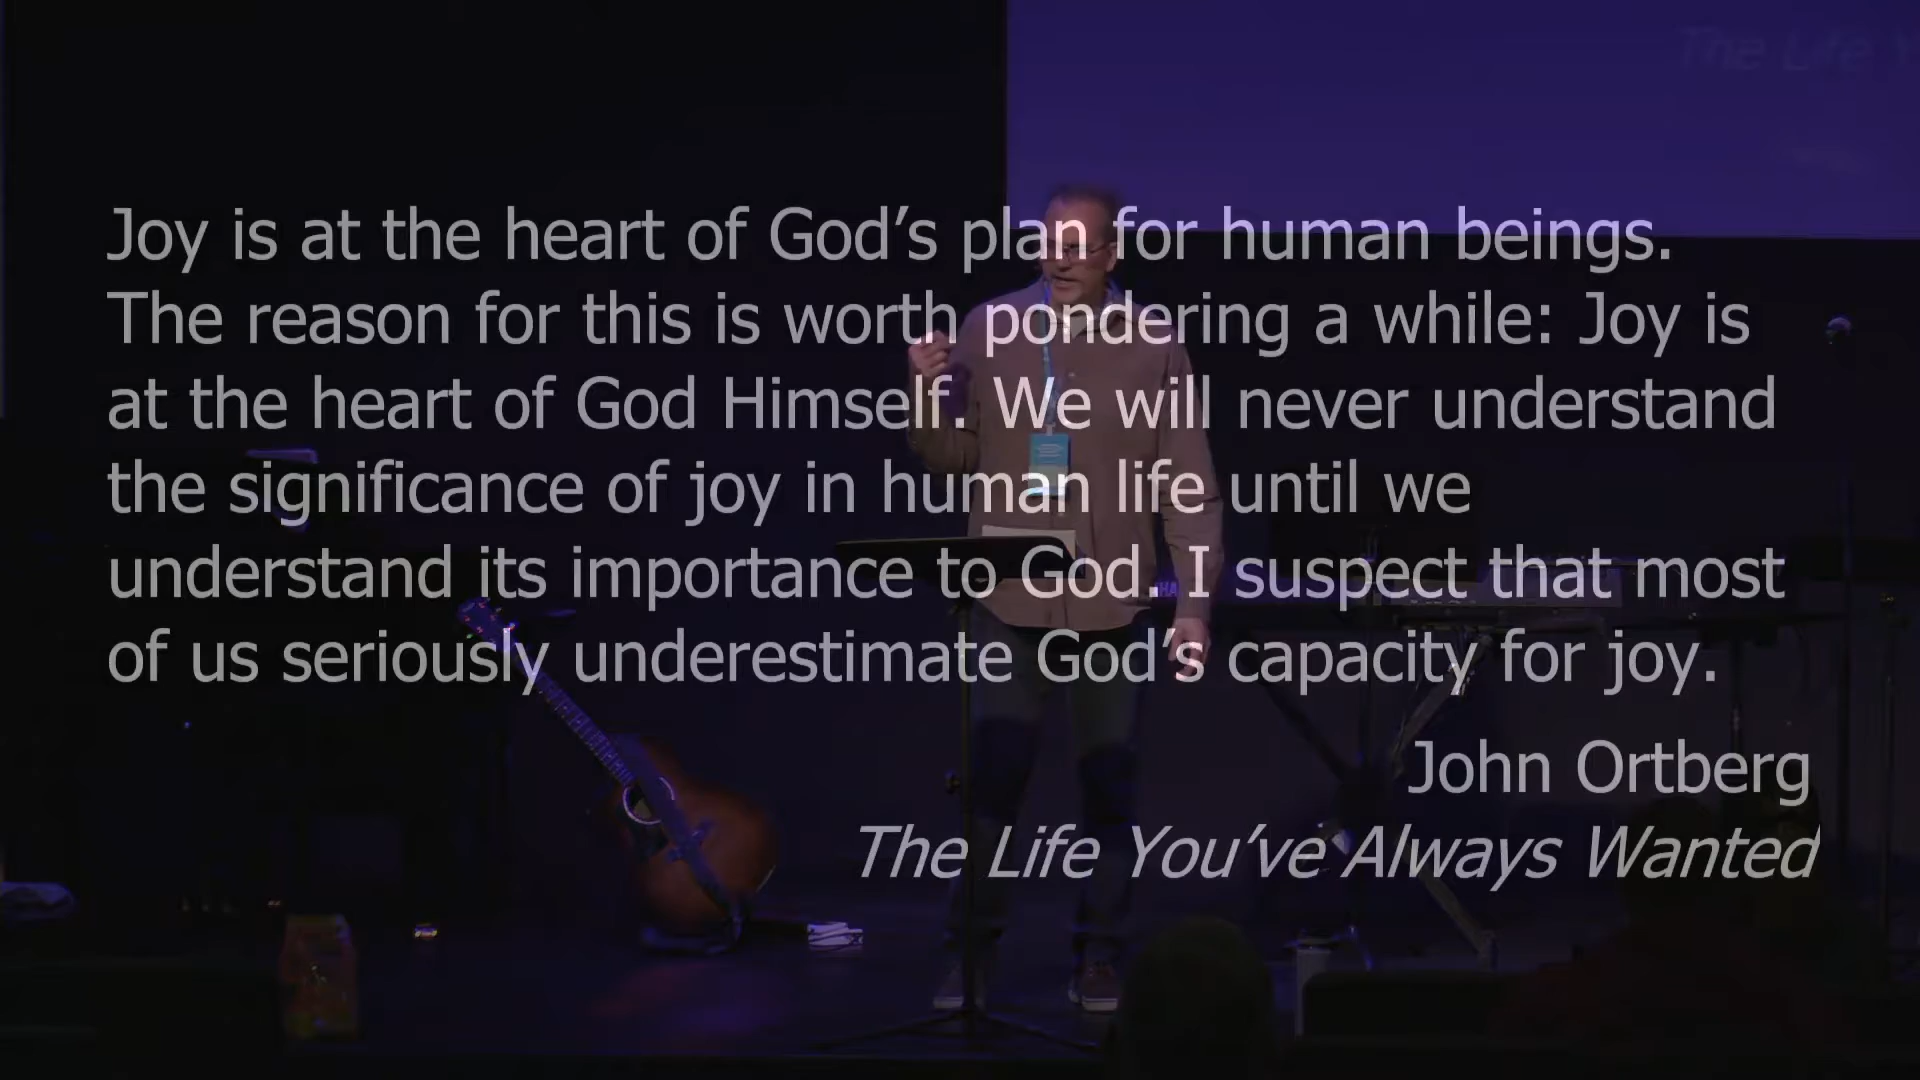 The Life Y
Joy is at the heart of God’s plan for human beings.
The reason for this is worth pondering a while: Joy is
at the heart of God Himself. We will never understand
the significance of joy in human life until we
understand its importance to God. I suspect that most
of us seriously underestimate God’s capacity for joy.
John Ortberg
The Life You’ve Always Wanted